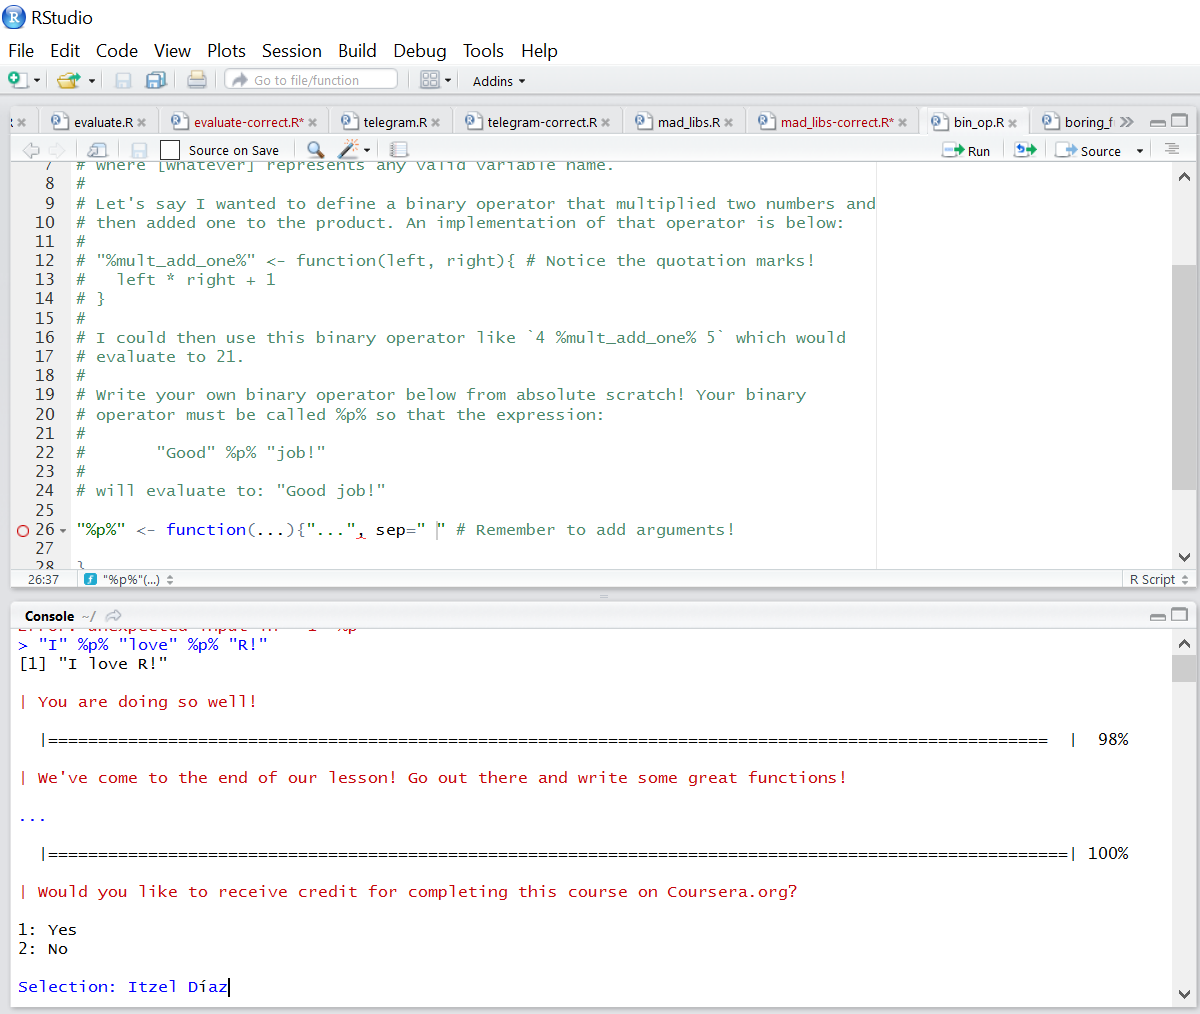 RStudio
File Edit Code View Plots Session Build Debug Tools Help
Go to file/function Addins
evaluate.R evaluate-correct.R* telegram.R telegram-correct.R mad_libs.R mad_libs-correct.R* bin_op.R
Source on Save Run Source
7 # where [whatever] represents any valid variable name.
8 #
9 # Let's say I wanted to define a binary operator that multiplied two numbers and
10 # then added one to the product. An implementation of that operator is below:
11 #
12 # "%mult_add_one%" <- function(left, right){ # Notice the quotation marks!
13 #   left * right + 1
14 # }
15 #
16 # I could then use this binary operator like `4 %mult_add_one% 5` which would
17 # evaluate to 21.
18 #
19 # Write your own binary operator below from absolute scratch! Your binary
20 # operator must be called %p% so that the expression:
21 #
22 #       "Good" %p% "job!"
23 #
24 # will evaluate to: "Good job!"
25
26 "%p%" <- function(...){"...", sep=" " # Remember to add arguments!
27
28 }
26:37 "%p%"(...) R Script
Console ~/
> "I" %p% "love" %p% "R!"
[1] "I love R!"
| You are doing so well!
| 98%
| We've come to the end of our lesson! Go out there and write some great functions!
...
| 100%
| Would you like to receive credit for completing this course on Coursera.org?
1: Yes
2: No
Selection: Itzel Díaz